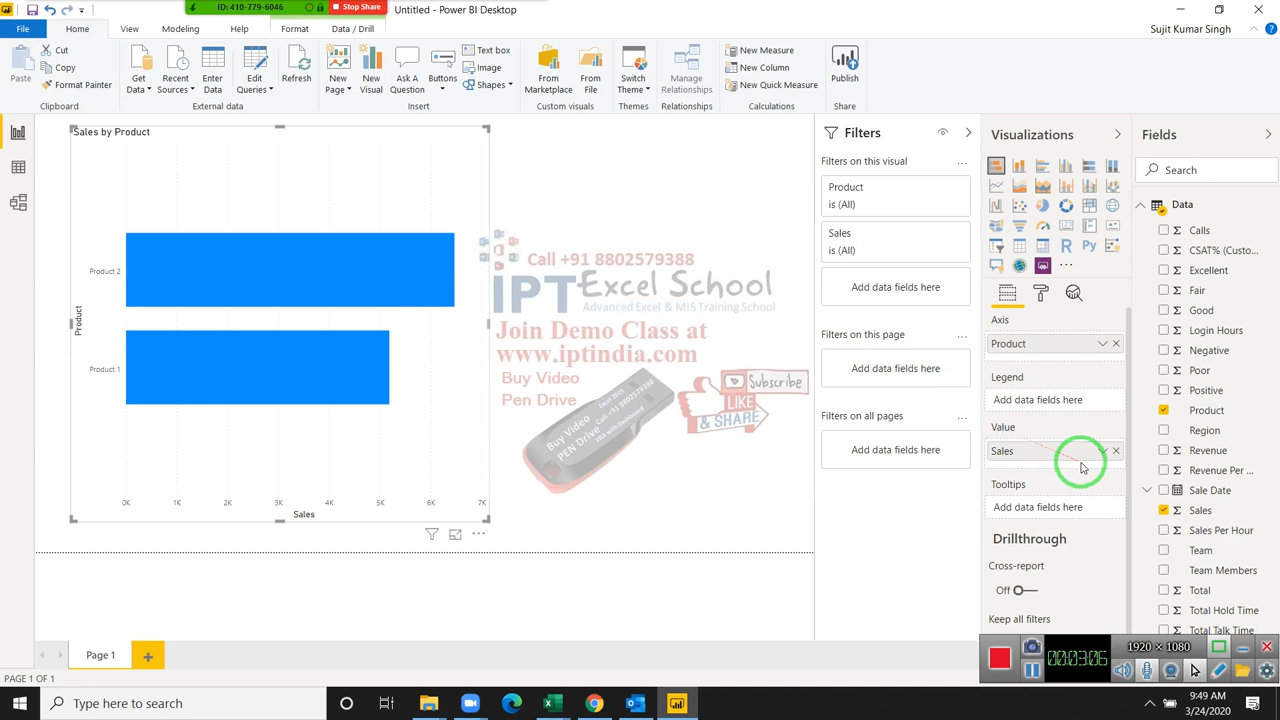 ID: 410-779-6046
Stop Share
Untitled - Power BI Desktop
Sujit Kumar Singh
File
Home
View
Modeling
Help
Format
Data / Drill
Paste
Cut
Copy
Format Painter
Clipboard
Get Data
Recent Sources
Enter Data
Edit Queries
Refresh
External data
New Page
New Visual
Ask A Question
Buttons
Text box
Image
Shapes
Insert
From Marketplace
From File
Custom visuals
Switch Theme
Themes
Manage Relationships
Relationships
New Measure
New Column
New Quick Measure
Calculations
Publish
Share
Sales by Product
Product 2
Product 1
Product
0K 1K 2K 3K 4K 5K 6K 7K
Sales
Call +91 8802579388
IPT Excel School
Advanced Excel & MIS Training School
Join Demo Class at
www.iptindia.com
Buy Video
Pen Drive
Subscribe
LIKE
& SHARE
Filters
Filters on this visual
...
Product
is (All)
Sales
is (All)
Add data fields here
Filters on this page
...
Add data fields here
Filters on all pages
...
Add data fields here
Visualizations
R
Py
Axis
Product
Legend
Add data fields here
Value
Sales
Tooltips
Add data fields here
Drillthrough
Cross-report
Off
Keep all filters
Fields
Search
Data
Calls
CSAT% (Custo...
Excellent
Fair
Good
Login Hours
Negative
Poor
Positive
Product
Region
Revenue
Revenue Per ...
Sale Date
Sales
Sales Per Hour
Team
Team Members
Total
Total Hold Time
Total Talk Time
Page 1
PAGE 1 OF 1
1920 × 1080
00:03:06
Type here to search
9:49 AM
3/24/2020